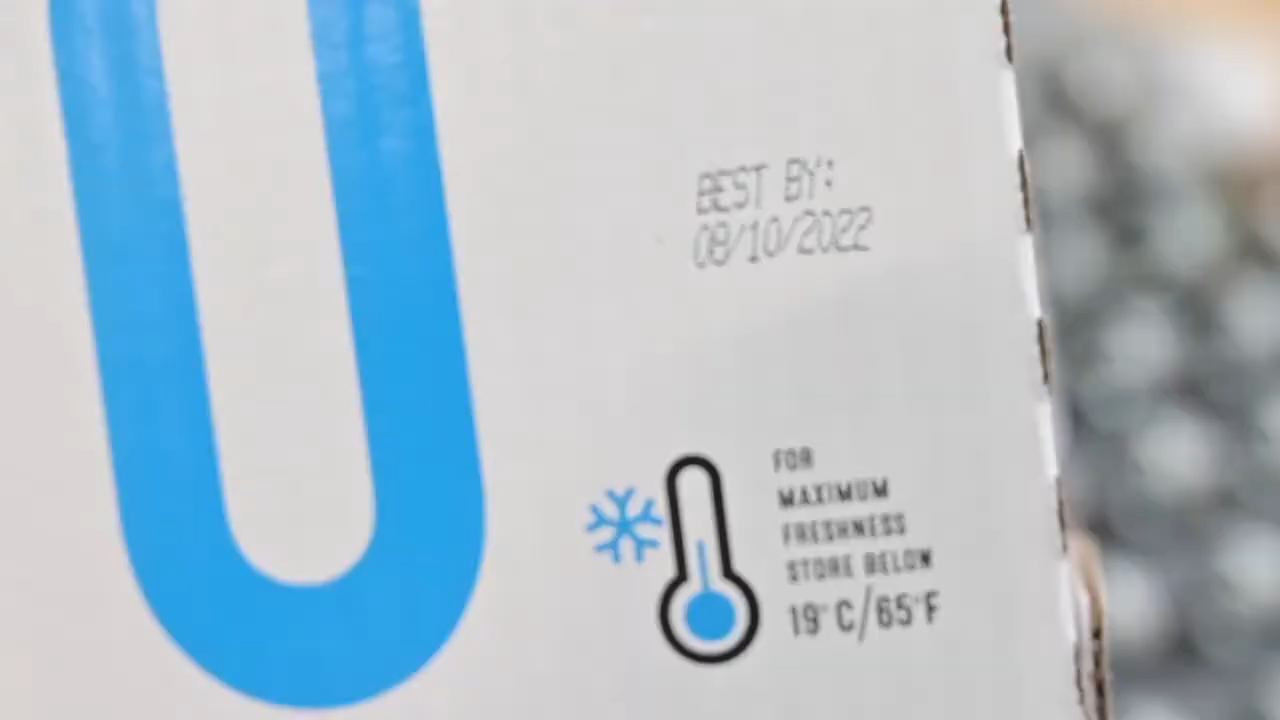 BEST BY:
08/10/2022
FOR
MAXIMUM
FRESHNESS
STORE BELOW
19°C/65°F